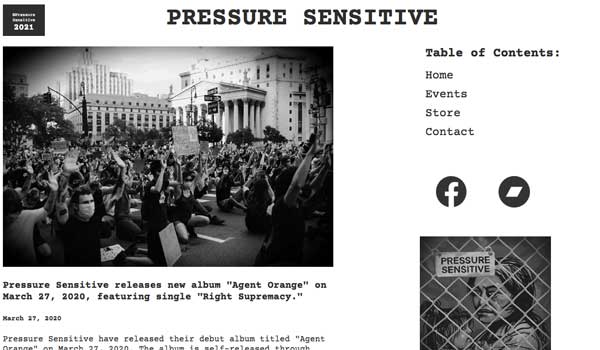 ©Pressure
Sensitive
2021
PRESSURE SENSITIVE
Table of Contents:
Home
Events
Store
Contact
PRESSURE
SENSITIVE
Pressure Sensitive releases new album "Agent Orange" on
March 27, 2020, featuring single "Right Supremacy."
March 27, 2020
Pressure Sensitive have released their debut album titled "Agent
Orange" on March 27, 2020. The album is self-released through